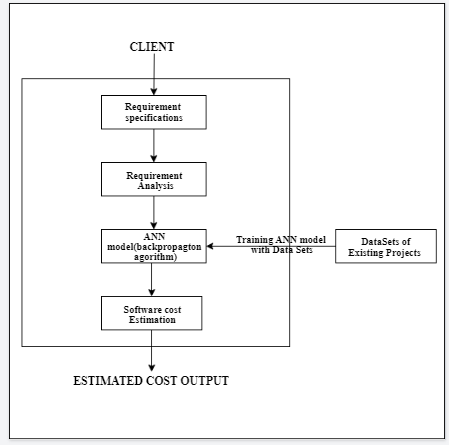 CLIENT
Requirement
specifications
Requirement
Analysis
ANN
model(backpropagton
agorithm)
Training ANN model
with Data Sets
DataSets of
Existing Projects
Software cost
Estimation
ESTIMATED COST OUTPUT